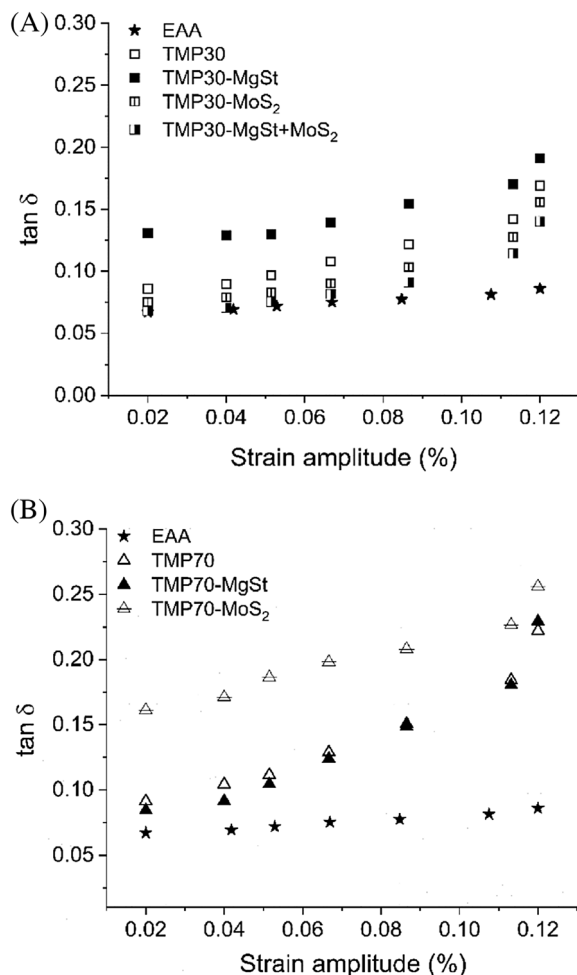 (A)
0.30
0.25
0.20
0.15
0.10
0.05
0.00
tan δ
EAA
TMP30
TMP30-MgSt
TMP30-MoS₂
TMP30-MgSt+MoS₂
0.02 0.04 0.06 0.08 0.10 0.12
Strain amplitude (%)
(B)
0.30
0.25
0.20
0.15
0.10
0.05
tan δ
EAA
TMP70
TMP70-MgSt
TMP70-MoS₂
0.02 0.04 0.06 0.08 0.10 0.12
Strain amplitude (%)